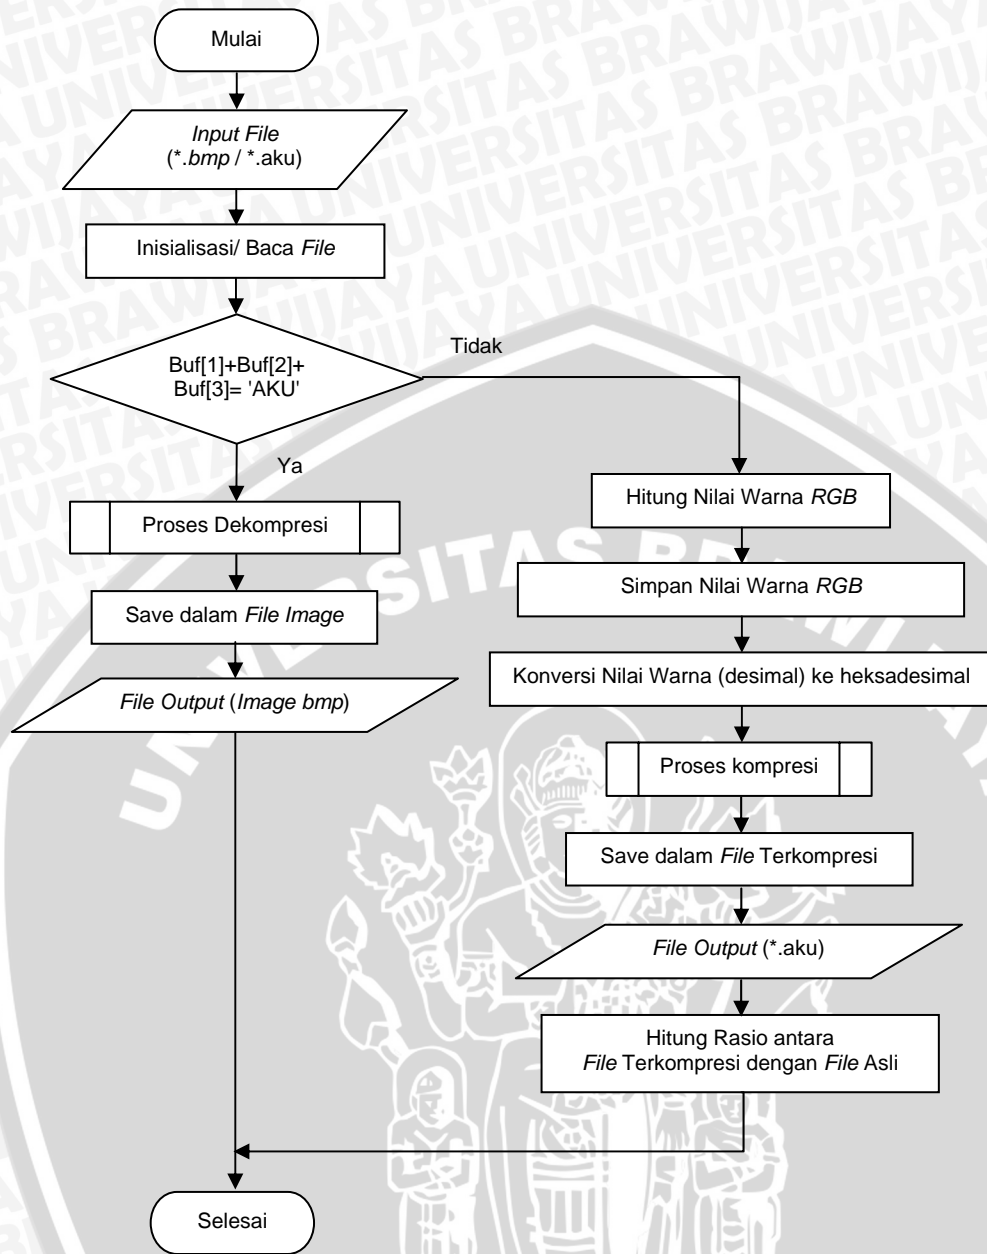 Mulai
Input File
(*.bmp / *.aku)
Inisialisasi/ Baca File
Buf[1]+Buf[2]+
Buf[3]= 'AKU'
Tidak
Ya
Proses Dekompresi
Save dalam File Image
File Output (Image bmp)
Hitung Nilai Warna RGB
Simpan Nilai Warna RGB
Konversi Nilai Warna (desimal) ke heksadesimal
Proses kompresi
Save dalam File Terkompresi
File Output (*.aku)
Hitung Rasio antara
File Terkompresi dengan File Asli
Selesai
UNIVERSITAS BRAWIJAYA